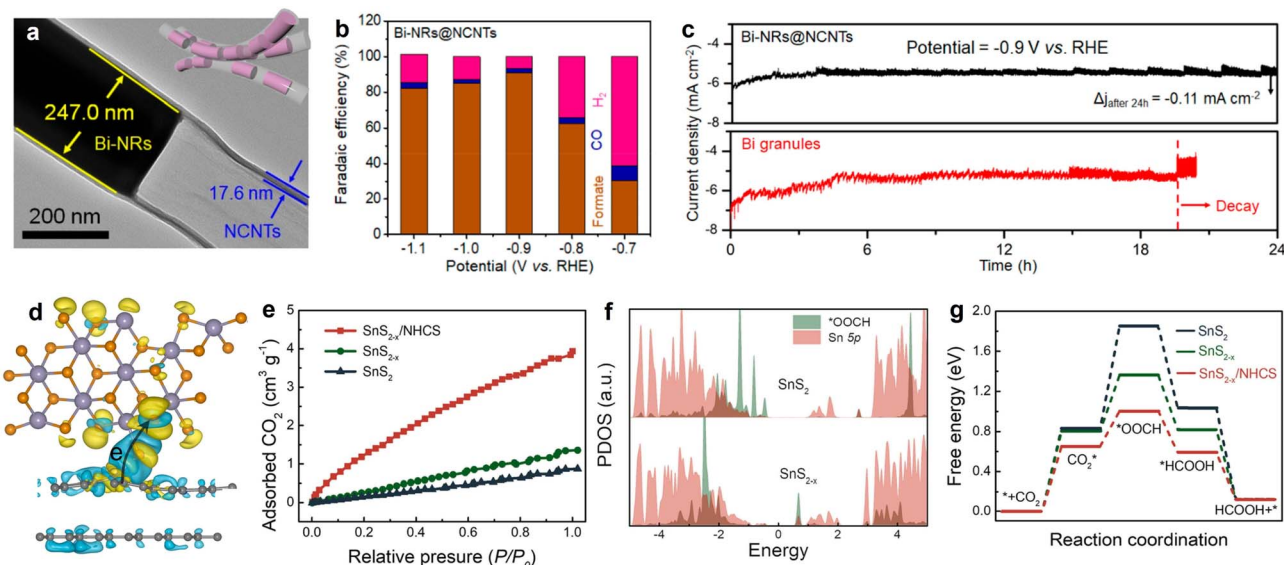 a
247.0 nm
Bi-NRs
17.6 nm
NCNTs
200 nm
b
Bi-NRs@NCNTs
Faradaic efficiency (%)
120
100
80
60
40
20
0
Formate CO H₂
-1.1 -1.0 -0.9 -0.8 -0.7
Potential (V vs. RHE)
c
Bi-NRs@NCNTs
Potential = -0.9 V vs. RHE
Δj after 24h = -0.11 mA cm⁻²
Bi granules
Decay
Current density (mA cm⁻²)
-4
-6
-8
-4
-6
-8
0 6 12 18 24
Time (h)
d
e
e
SnS₂₋ₓ/NHCS
SnS₂₋ₓ
SnS₂
Adsorbed CO₂ (cm³ g⁻¹)
5
4
3
2
1
0
0.0 0.2 0.4 0.6 0.8 1.0
Relative presure (P/Pₒ)
f
*OOCH
Sn 5p
SnS₂
SnS₂₋ₓ
PDOS (a.u.)
-4 -2 0 2 4
Energy
g
SnS₂
SnS₂₋ₓ
SnS₂₋ₓ/NHCS
Free energy (eV)
2.0
1.6
1.2
0.8
0.4
0.0
*+CO₂
CO₂*
*OOCH
*HCOOH
HCOOH+*
Reaction coordination